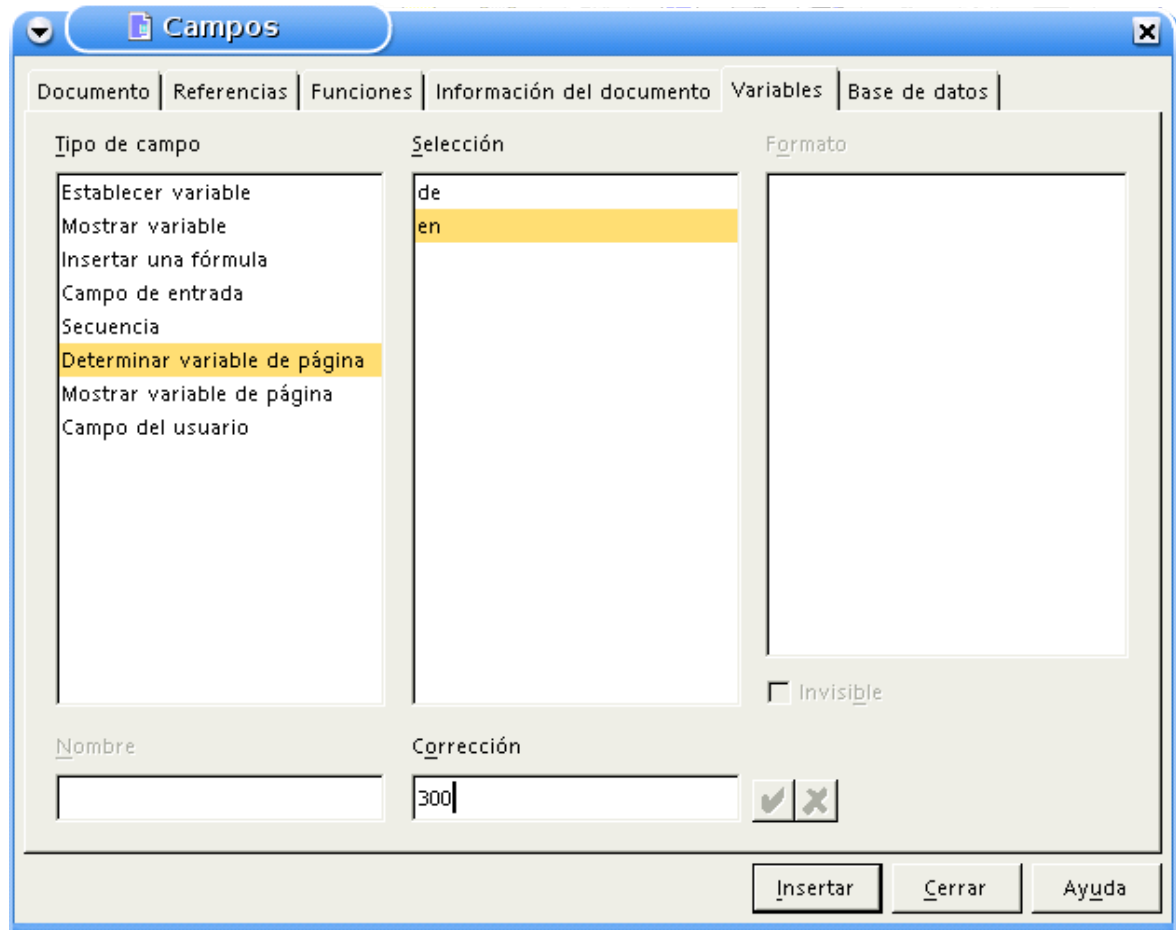 Campos
Documento Referencias Funciones Información del documento Variables Base de datos
Tipo de campo Selección Formato
Establecer variable de
Mostrar variable en
Insertar una fórmula
Campo de entrada
Secuencia
Determinar variable de página
Mostrar variable de página
Campo del usuario
Invisible
Nombre Corrección
300
Insertar Cerrar Ayuda